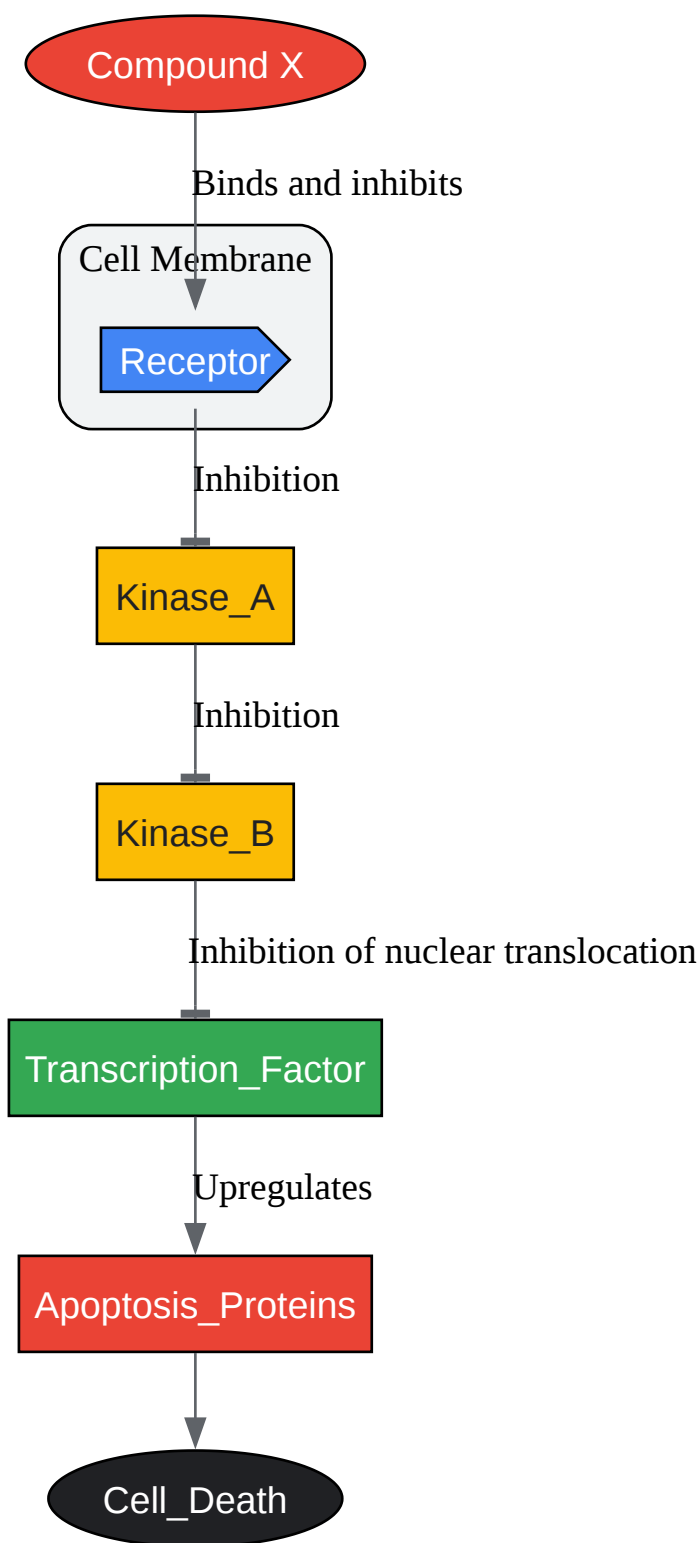 Compound X
Binds and inhibits
Cell Membrane
Receptor
Inhibition
Kinase_A
Inhibition
Kinase_B
Inhibition of nuclear translocation
Transcription_Factor
Upregulates
Apoptosis_Proteins
Cell_Death